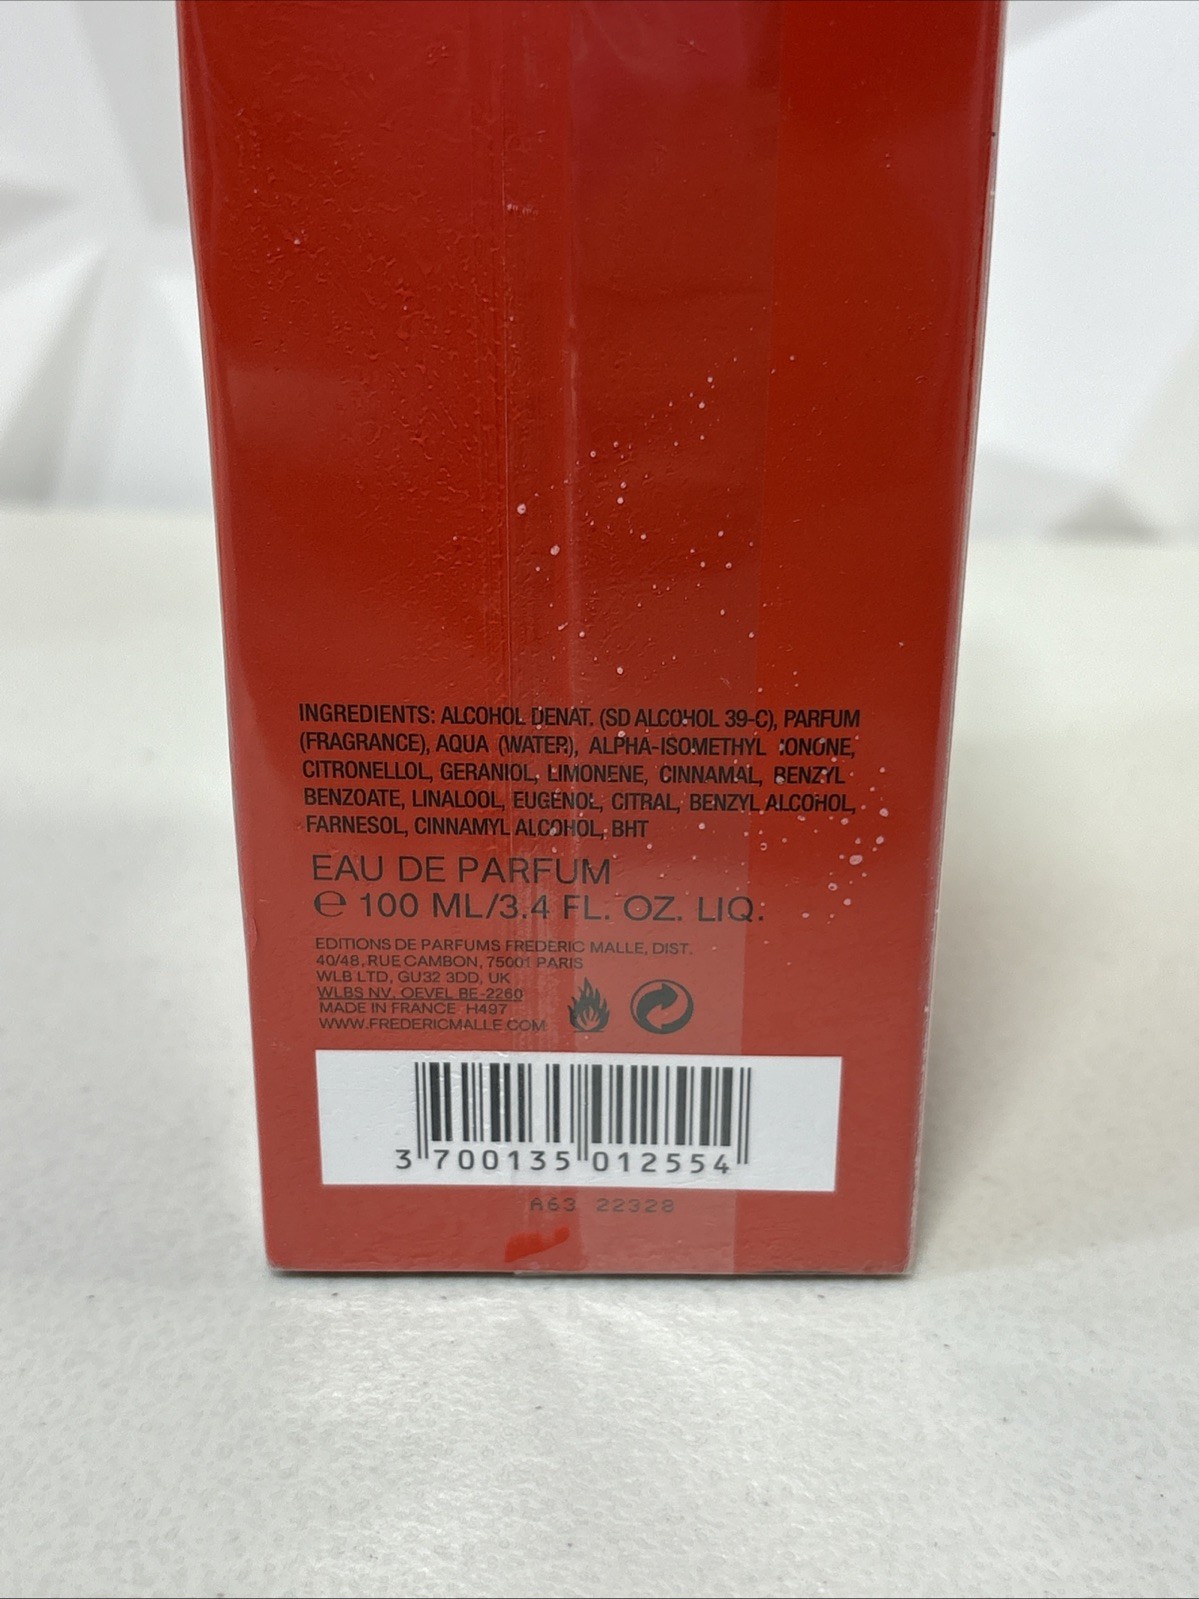 INGREDIENTS: ALCOHOL DENAT. (SD ALCOHOL 39-C), PARFUM
(FRAGRANCE), AQUA (WATER), ALPHA-ISOMETHYL IONONE,
CITRONELLOL, GERANIOL, LIMONENE, CINNAMAL, BENZYL
BENZOATE, LINALOOL, EUGENOL, CITRAL, BENZYL ALCOHOL,
FARNESOL, CINNAMYL ALCOHOL, BHT
EAU DE PARFUM
℮ 100 ML/3.4 FL. OZ. LIQ.
EDITIONS DE PARFUMS FREDERIC MALLE, DIST.
40/48, RUE CAMBON, 75001 PARIS
WLB LTD, GU32 3DD, UK
WLBS NV, OEVEL BE-2260
MADE IN FRANCE H497
WWW.FREDERICMALLE.COM
3 700135 012554
A63 22328